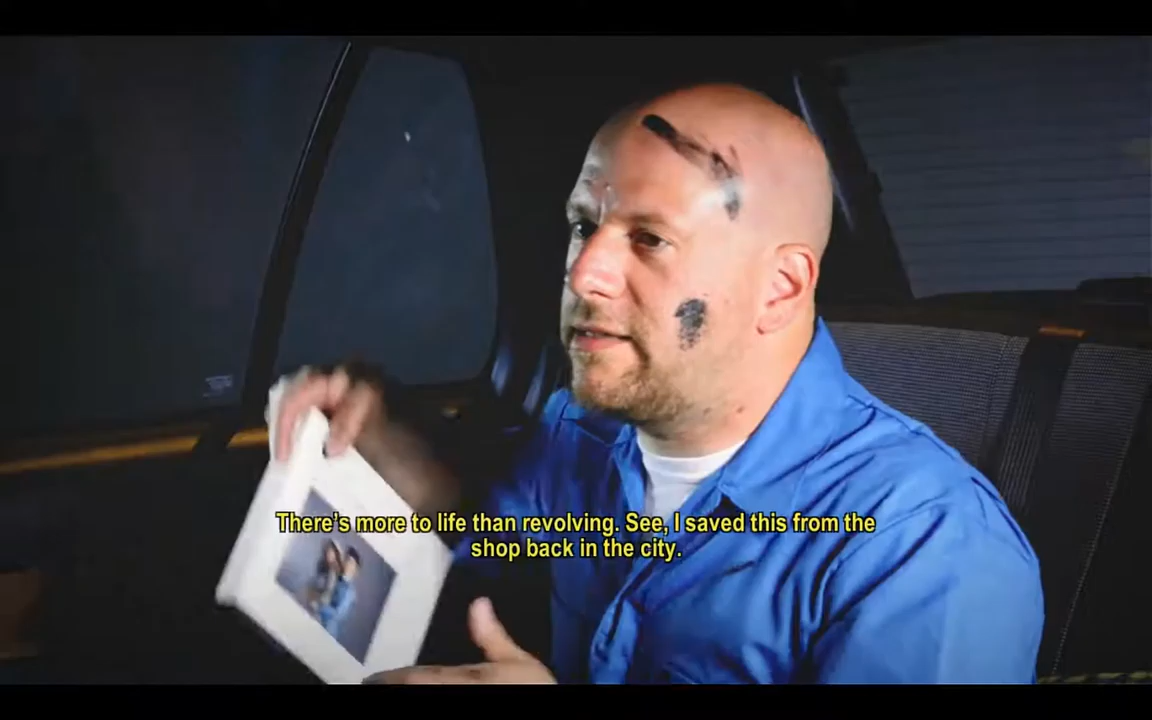 There's more to life than revolving. See, I saved this from the
shop back in the city.